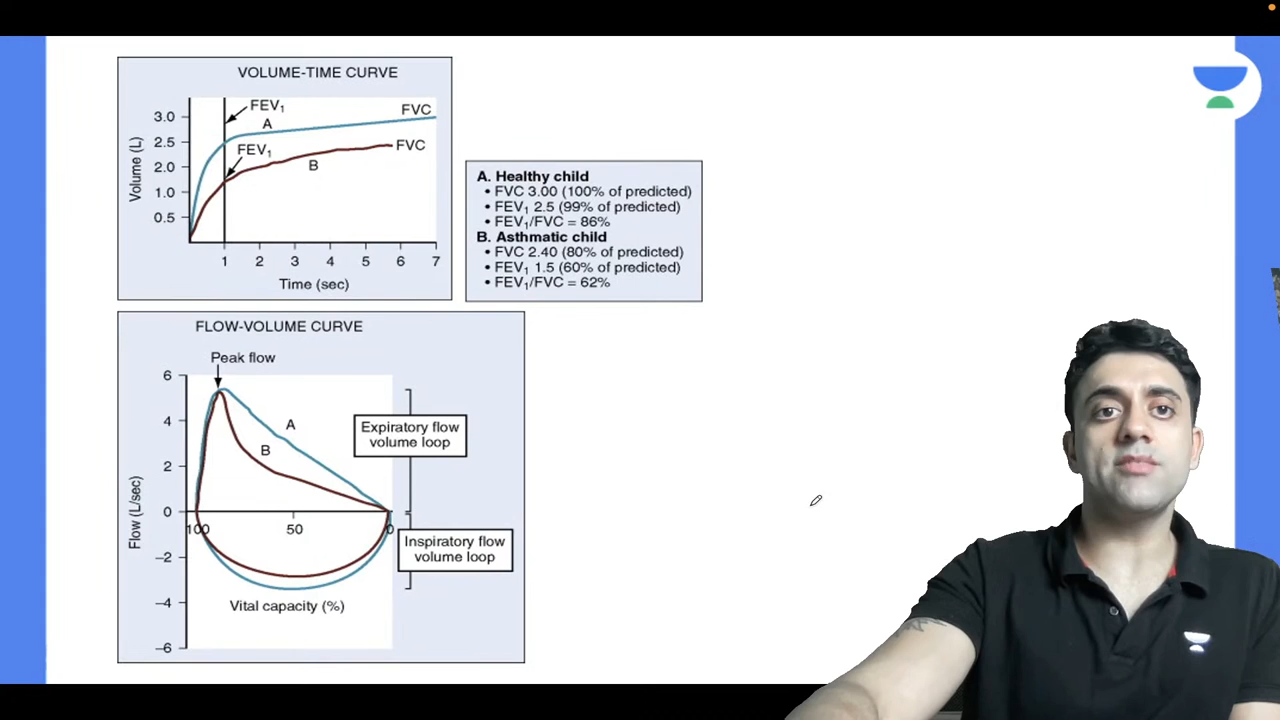 VOLUME-TIME CURVE
FEV₁
A
FVC
FEV₁
FVC
B
3.0
2.5
2.0
1.0
0.5
Volume (L)
1 2 3 4 5 6 7
Time (sec)
A. Healthy child
• FVC 3.00 (100% of predicted)
• FEV₁ 2.5 (99% of predicted)
• FEV₁/FVC = 86%
B. Asthmatic child
• FVC 2.40 (80% of predicted)
• FEV₁ 1.5 (60% of predicted)
• FEV₁/FVC = 62%
FLOW-VOLUME CURVE
Peak flow
6
4
2
0
–2
–4
–6
Flow (L/sec)
A
B
Expiratory flow
volume loop
100 50 0
Inspiratory flow
volume loop
Vital capacity (%)